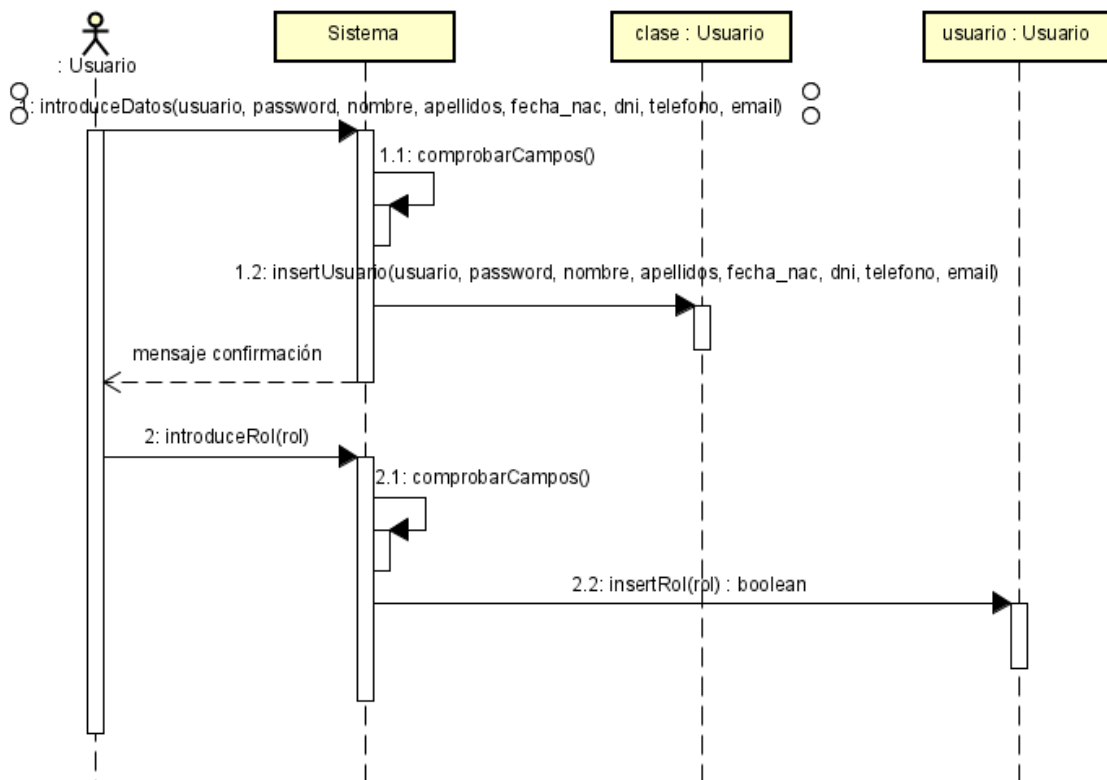 Sistema
clase : Usuario
usuario : Usuario
: Usuario
1: introduceDatos(usuario, password, nombre, apellidos, fecha_nac, dni, telefono, email)
1.1: comprobarCampos()
1.2: insertUsuario(usuario, password, nombre, apellidos, fecha_nac, dni, telefono, email)
mensaje confirmación
2: introduceRol(rol)
2.1: comprobarCampos()
2.2: insertRol(rol) : boolean